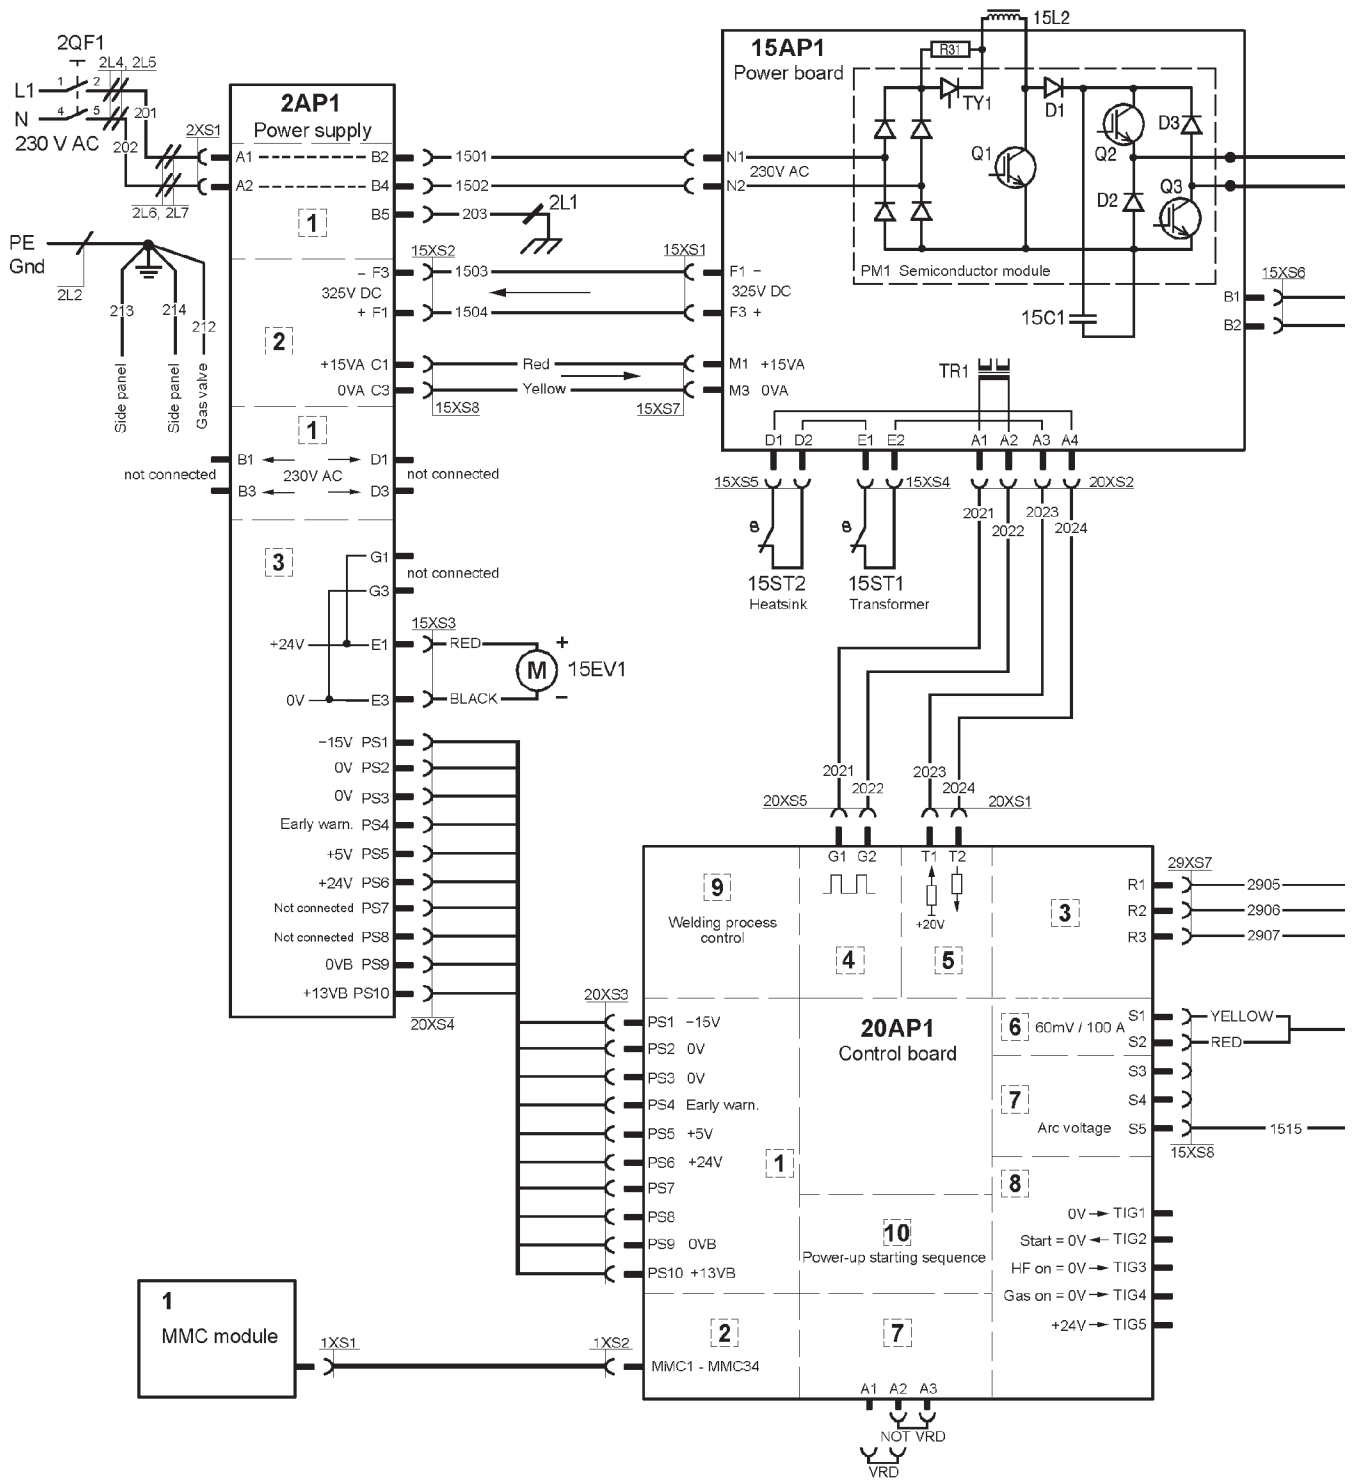 2QF1
2L4, 2L5
L1
1
2
N
4
5
201
202
230 V AC
2XS1
2L6, 2L7
PE
Gnd
2L2
213
214
212
Side panel
Side panel
Gas valve
2AP1
Power supply
A1
B2
A2
B4
B5
1
1501
1502
203
2L1
15XS2
15XS1
− F3
325V DC
+ F1
1503
1504
2
+15VA C1
0VA C3
Red
Yellow
15XS8
15XS7
1
B1
D1
230V AC
B3
D3
not connected
not connected
3
G1
G3
not connected
+24V
E1
0V
E3
15XS3
RED
BLACK
+
M
−
15EV1
−15V PS1
0V PS2
0V PS3
Early warn. PS4
+5V PS5
+24V PS6
Not connected PS7
Not connected PS8
0VB PS9
+13VB PS10
20XS4
15AP1
Power board
15L2
R31
TY1
D1
Q1
Q2
D2
D3
Q3
N1
230V AC
N2
PM1 Semiconductor module
F1 −
325V DC
F3 +
15C1
15XS6
B1
B2
M1 +15VA
M3 0VA
TR1
D1
D2
E1
E2
A1
A2
A3
A4
15XS5
15XS4
20XS2
θ
θ
15ST2
Heatsink
15ST1
Transformer
2021
2022
2023
2024
2021
2022
2023
2024
20XS5
20XS1
G1
G2
T1
T2
+20V
9
Welding process
control
4
5
3
29XS7
R1
R2
R3
2905
2906
2907
20AP1
Control board
20XS3
PS1 −15V
PS2 0V
PS3 0V
PS4 Early warn.
PS5 +5V
PS6 +24V
PS7
PS8
PS9 0VB
PS10 +13VB
1
6
60mV / 100 A
S1
S2
YELLOW
RED
S3
7
S4
Arc voltage
S5
1515
15XS8
8
10
Power-up starting sequence
0V
TIG1
Start = 0V
TIG2
HF on = 0V
TIG3
Gas on = 0V
TIG4
+24V
TIG5
1
MMC module
1XS1
1XS2
2
MMC1 - MMC34
7
A1
A2
A3
NOT VRD
VRD